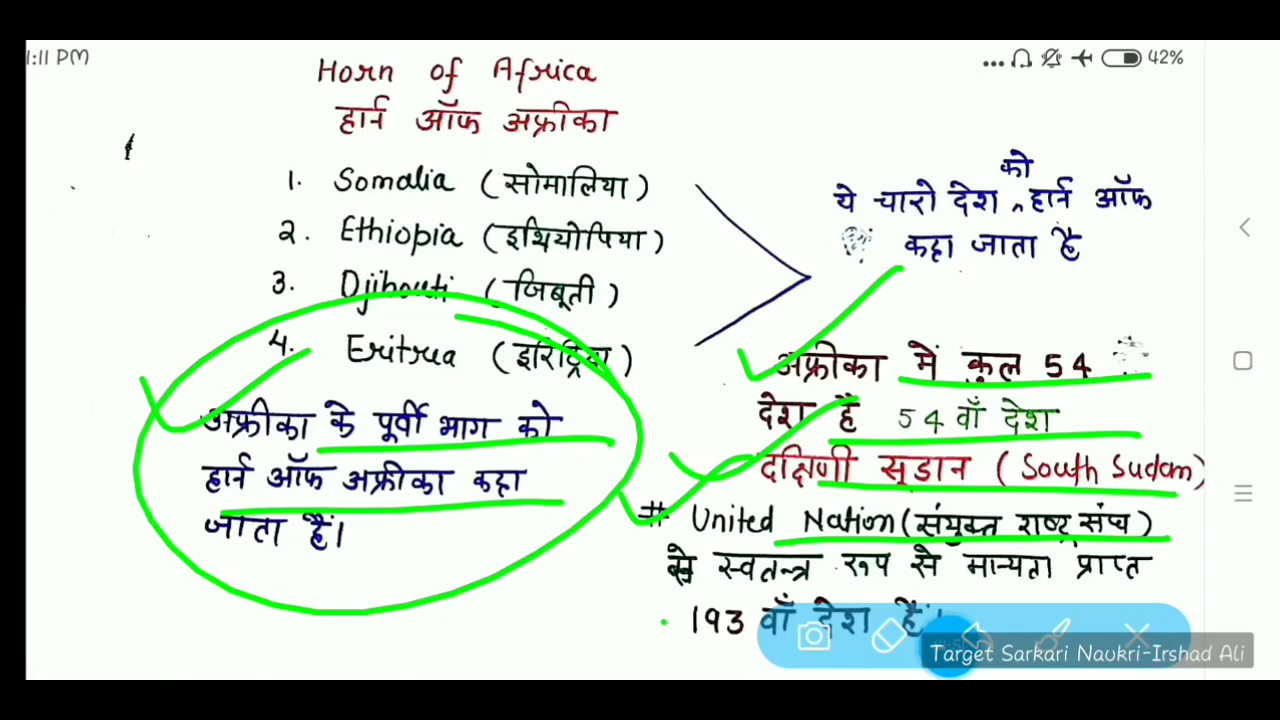 1:11 PM
42%
Horn of Africa
हार्न ऑफ अफ्रीका
1. Somalia (सोमालिया)
2. Ethiopia (इथियोपिया)
3. Djibouti (जिबूती)
4. Eritrea (इरिट्रिया)
अफ्रीका के पूर्वी भाग को
हार्न ऑफ अफ्रीका कहा
जाता हैं।
को
ये चारो देश ^ हार्न ऑफ
कहा जाता है
अफ्रीका में कुल 54
देश है 54 वाँ देश
दक्षिणी सूडान (South Sudan)
# United Nation (संयुक्त राष्ट्र संघ)
से स्वतन्त्र रूप से मान्यता प्राप्त
193 वाँ देश हैं।
Target Sarkari Naukri-Irshad Ali